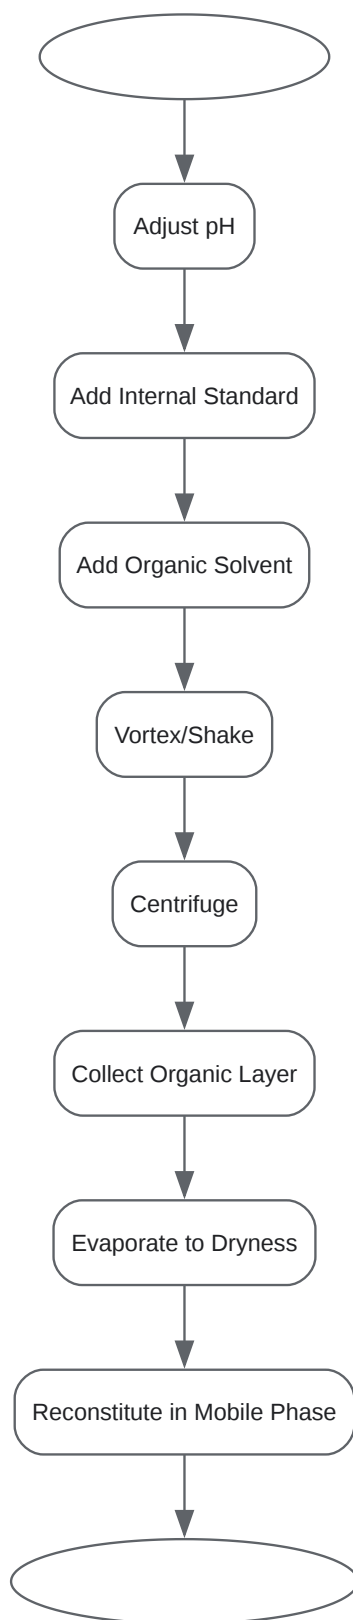 Adjust pH
Add Internal Standard
Add Organic Solvent
Vortex/Shake
Centrifuge
Collect Organic Layer
Evaporate to Dryness
Reconstitute in Mobile Phase